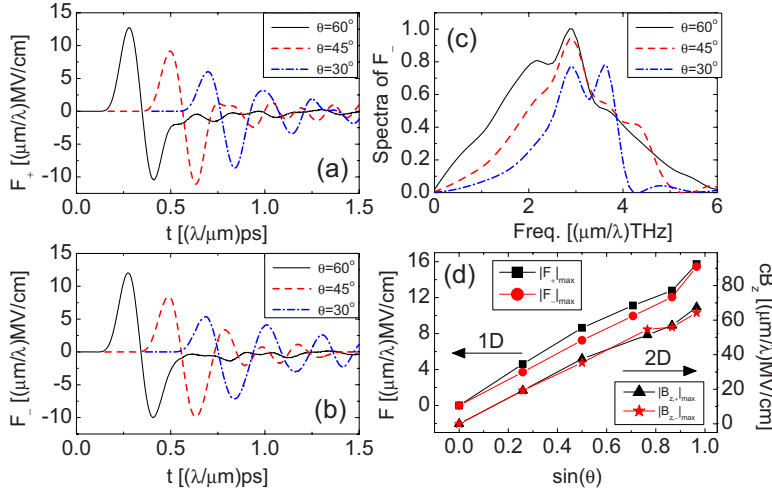 15
10
5
0
-5
-10
F₊ [(μm/λ)MV/cm]
θ=60°
θ=45°
θ=30°
(a)
0.0 0.5 1.0 1.5
t [(λ/μm)ps]
1.0
0.8
0.6
0.4
0.2
0.0
Spectra of F₋
(c)
θ=60°
θ=45°
θ=30°
0 2 4 6
Freq. [(μm/λ)THz]
15
10
5
0
-5
-10
-15
F₋ [(μm/λ)MV/cm]
θ=60°
θ=45°
θ=30°
(b)
0.0 0.5 1.0 1.5
t [(λ/μm)ps]
16
12
8
4
0
F [(μm/λ)MV/cm]
(d)
|F₊|max
|F₋|max
1D
2D
|Bz,+|max
|Bz,-|max
80
60
40
20
0
cBz [(μm/λ)MV/cm]
0.0 0.2 0.4 0.6 0.8 1.0
sin(θ)